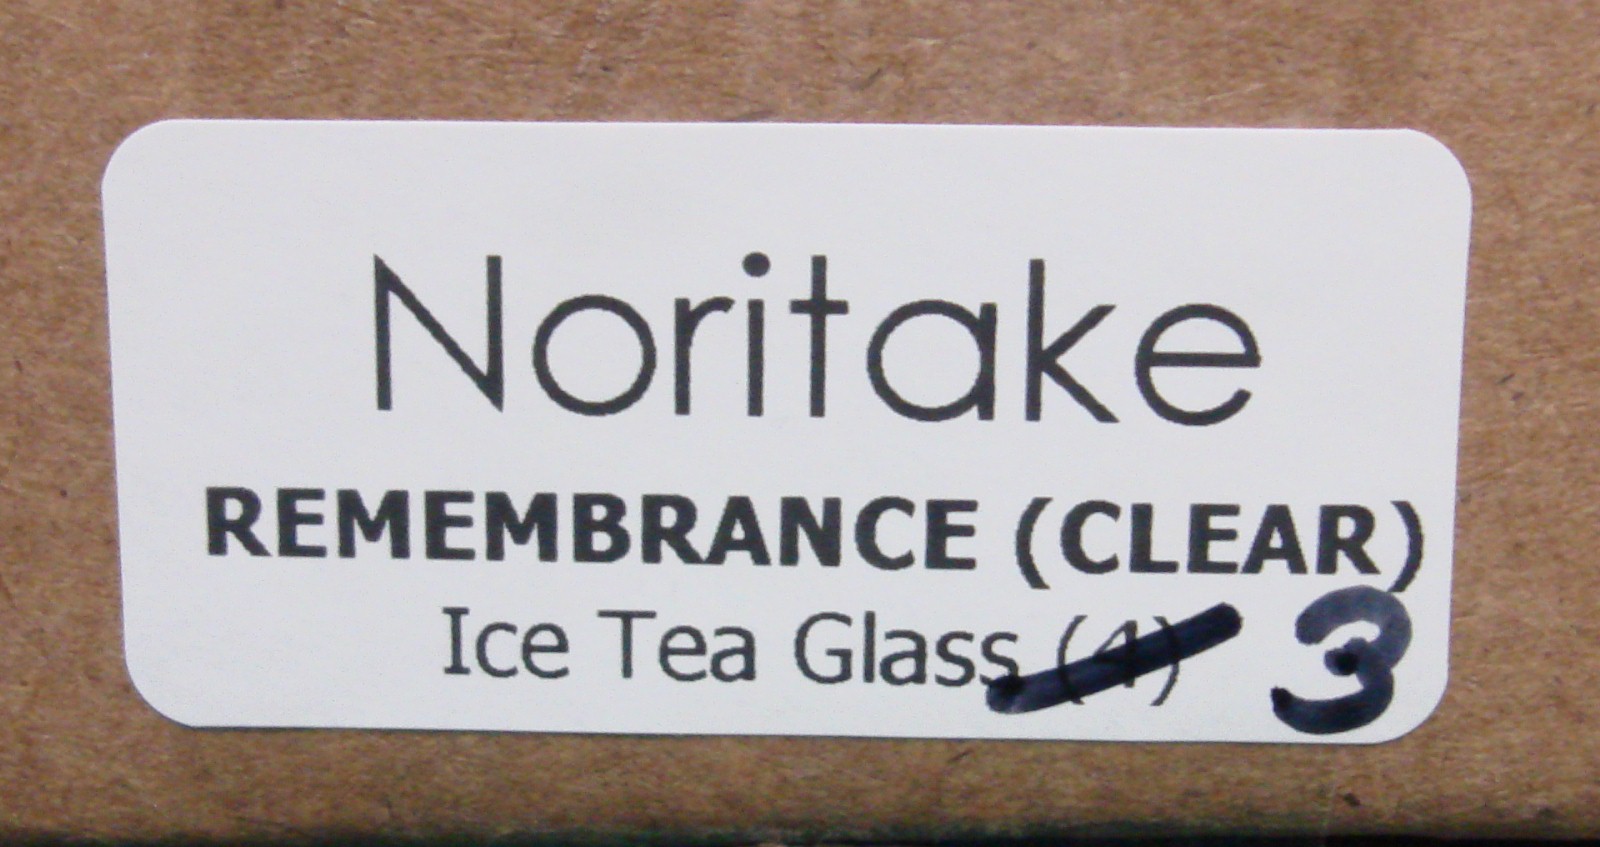 Noritake
REMEMBRANCE (CLEAR)
Ice Tea Glass (4) 3